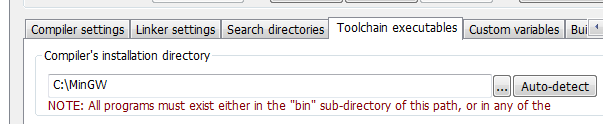 Compiler settings Linker settings Search directories Toolchain executables Custom variables Bui
Compiler's installation directory
C:\MinGW ... Auto-detect
NOTE: All programs must exist either in the "bin" sub-directory of this path, or in any of the